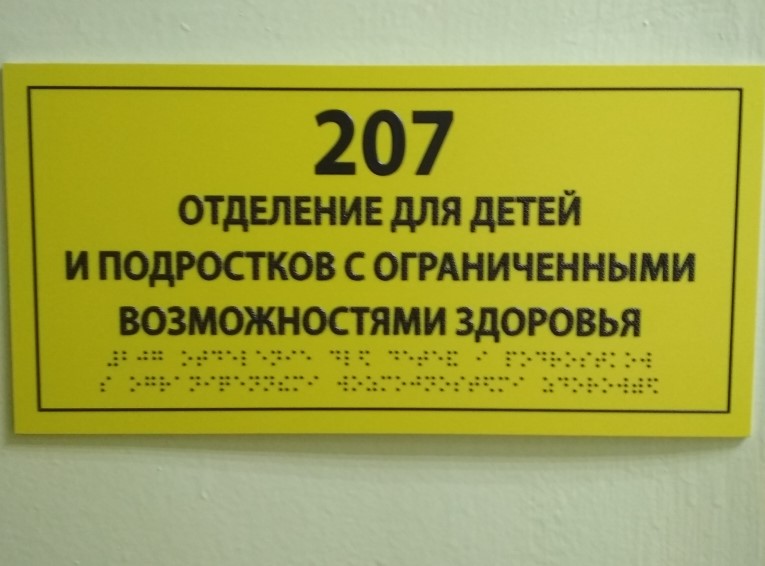 207
ОТДЕЛЕНИЕ ДЛЯ ДЕТЕЙ
И ПОДРОСТКОВ С ОГРАНИЧЕННЫМИ
ВОЗМОЖНОСТЯМИ ЗДОРОВЬЯ